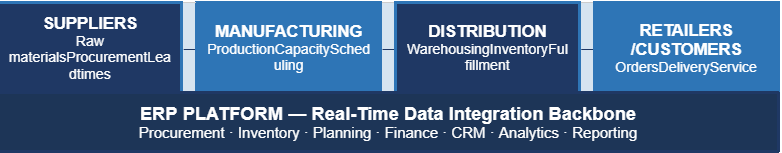 SUPPLIERS
Raw
materialsProcurementLea
dtimes
MANUFACTURING
ProductionCapacitySched
uling
DISTRIBUTION
WarehousingInventoryFul
fillment
RETAILERS
/CUSTOMERS
OrdersDeliveryService
ERP PLATFORM — Real-Time Data Integration Backbone
Procurement · Inventory · Planning · Finance · CRM · Analytics · Reporting